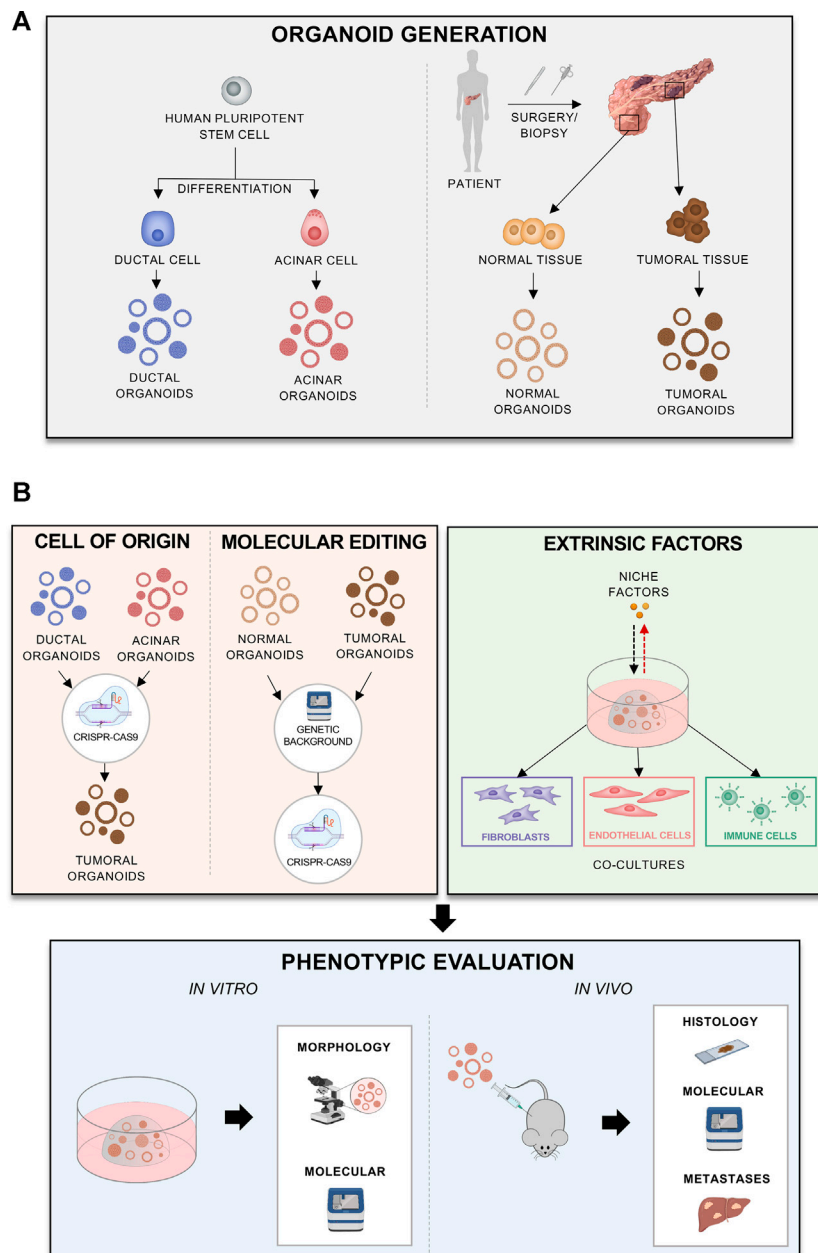 A
ORGANOID GENERATION
HUMAN PLURIPOTENT
STEM CELL
DIFFERENTIATION
DUCTAL CELL
ACINAR CELL
DUCTAL
ORGANOIDS
ACINAR
ORGANOIDS
PATIENT
SURGERY/
BIOPSY
NORMAL TISSUE
TUMORAL TISSUE
NORMAL
ORGANOIDS
TUMORAL
ORGANOIDS
B
CELL OF ORIGIN
DUCTAL
ORGANOIDS
ACINAR
ORGANOIDS
CRISPR-CAS9
TUMORAL
ORGANOIDS
MOLECULAR EDITING
NORMAL
ORGANOIDS
TUMORAL
ORGANOIDS
GENETIC
BACKGROUND
CRISPR-CAS9
EXTRINSIC FACTORS
NICHE
FACTORS
FIBROBLASTS
ENDOTHELIAL CELLS
IMMUNE CELLS
CO-CULTURES
PHENOTYPIC EVALUATION
IN VITRO
MORPHOLOGY
MOLECULAR
IN VIVO
HISTOLOGY
MOLECULAR
METASTASES